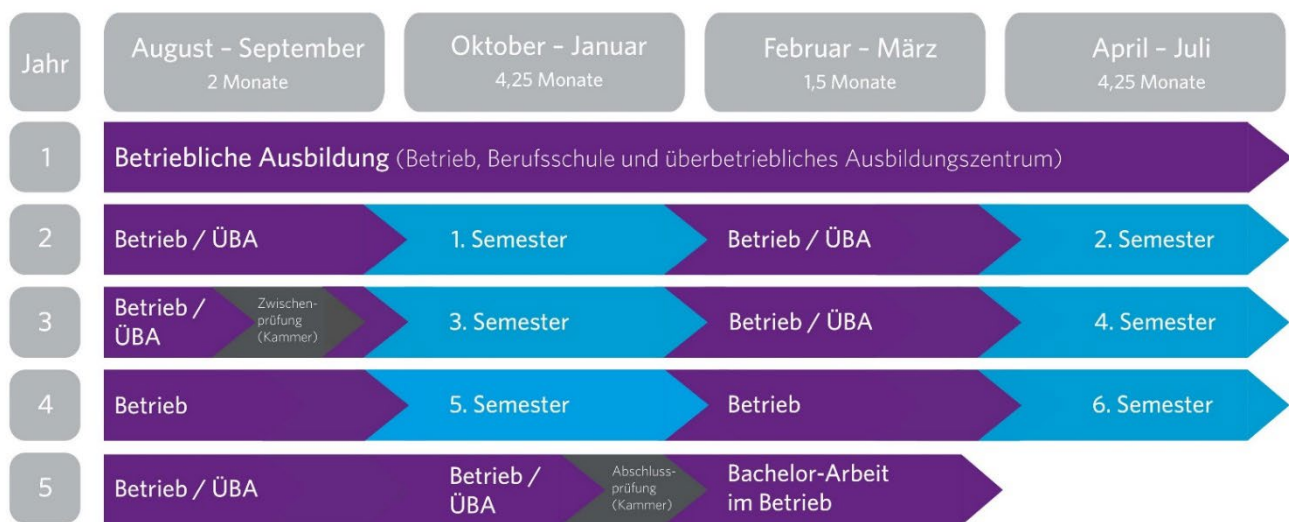 Jahr
August – September
2 Monate
Oktober – Januar
4,25 Monate
Februar – März
1,5 Monate
April – Juli
4,25 Monate
1
Betriebliche Ausbildung (Betrieb, Berufsschule und überbetriebliches Ausbildungszentrum)
2
Betrieb / ÜBA
1. Semester
Betrieb / ÜBA
2. Semester
3
Betrieb /
ÜBA
Zwischen-
prüfung
(Kammer)
3. Semester
Betrieb / ÜBA
4. Semester
4
Betrieb
5. Semester
Betrieb
6. Semester
5
Betrieb / ÜBA
Betrieb /
ÜBA
Abschluss-
prüfung
(Kammer)
Bachelor-Arbeit
im Betrieb